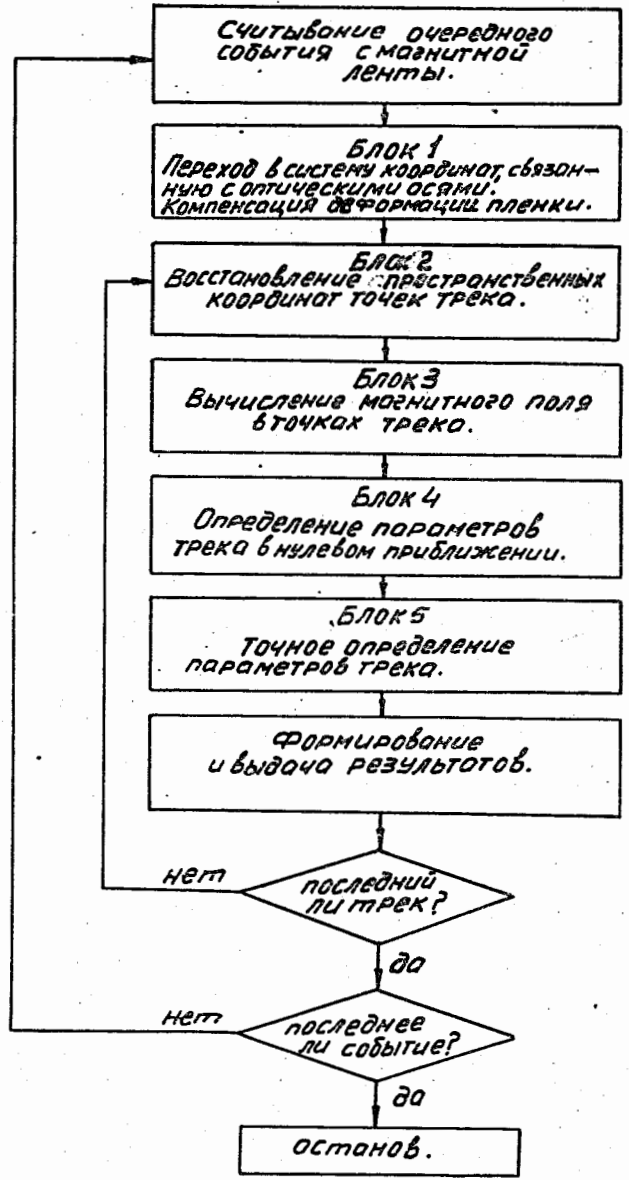 Считывание очередного
события с магнитной
ленты.
Блок 1
Переход в систему координат, связан-
ную с оптическими осями.
Компенсация деформации пленки.
Блок 2
Восстановление пространственных
координат точек трека.
Блок 3
Вычисление магнитного поля
в точках трека.
Блок 4
Определение параметров
трека в нулевом приближении.
Блок 5
Точное определение
параметров трека.
Формирование
и выдача результатов.
нет
последний
ли трек?
да
нет
последнее
ли событие?
да
останов.